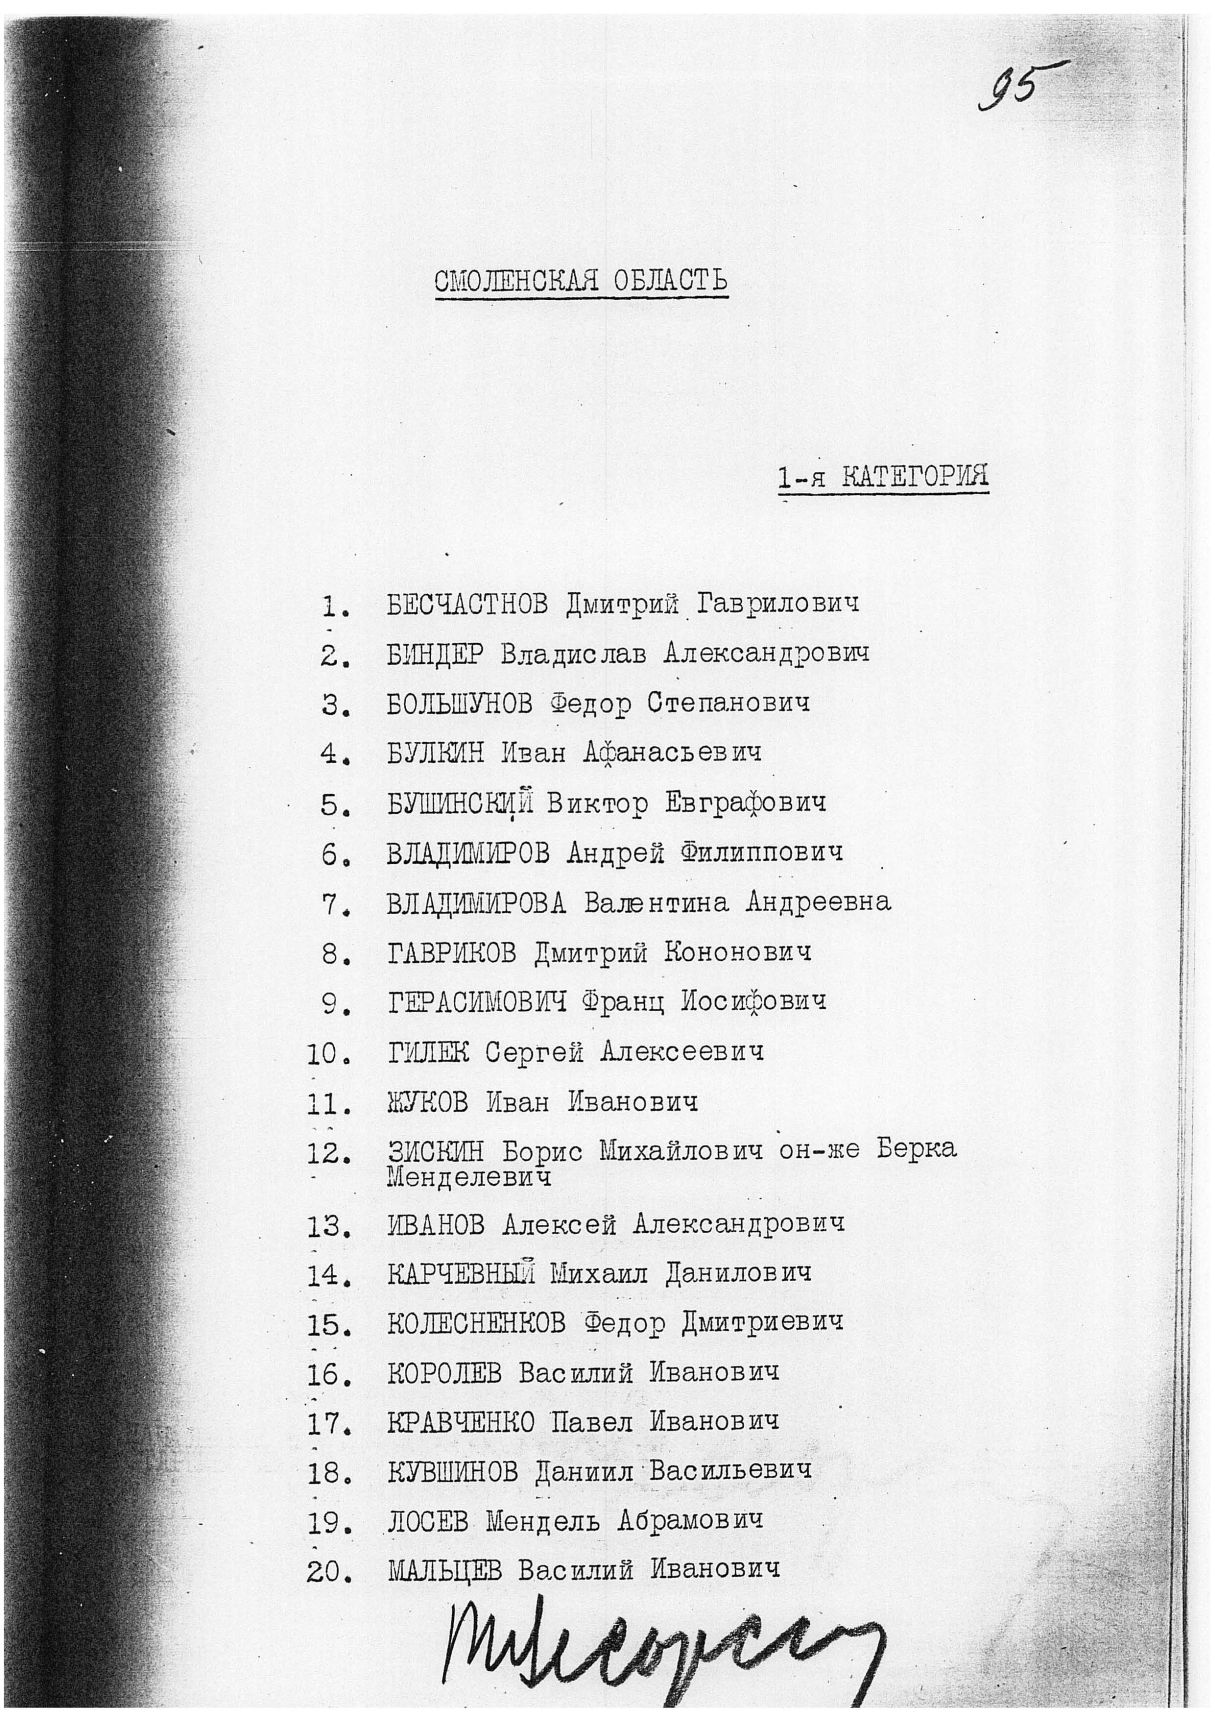 95
СМОЛЕНСКАЯ ОБЛАСТЬ
1-я КАТЕГОРИЯ
1. БЕСЧАСТНОВ Дмитрий Гаврилович
2. БИНДЕР Владислав Александрович
3. БОЛЬШУНОВ Федор Степанович
4. БУЛКИН Иван Афанасьевич
5. БУШИНСКИЙ Виктор Евграфович
6. ВЛАДИМИРОВ Андрей Филиппович
7. ВЛАДИМИРОВА Валентина Андреевна
8. ГАВРИКОВ Дмитрий Кононович
9. ГЕРАСИМОВИЧ Франц Иосифович
10. ГИЛЕК Сергей Алексеевич
11. ЖУКОВ Иван Иванович
12. ЗИСКИН Борис Михайлович он-же Берка
Менделевич
13. ИВАНОВ Алексей Александрович
14. КАРЧЕВНЫЙ Михаил Данилович
15. КОЛЕСНЕНКОВ Федор Дмитриевич
16. КОРОЛЕВ Василий Иванович
17. КРАВЧЕНКО Павел Иванович
18. КУВШИНОВ Даниил Васильевич
19. ЛОСЕВ Мендель Абрамович
20. МАЛЬЦЕВ Василий Иванович